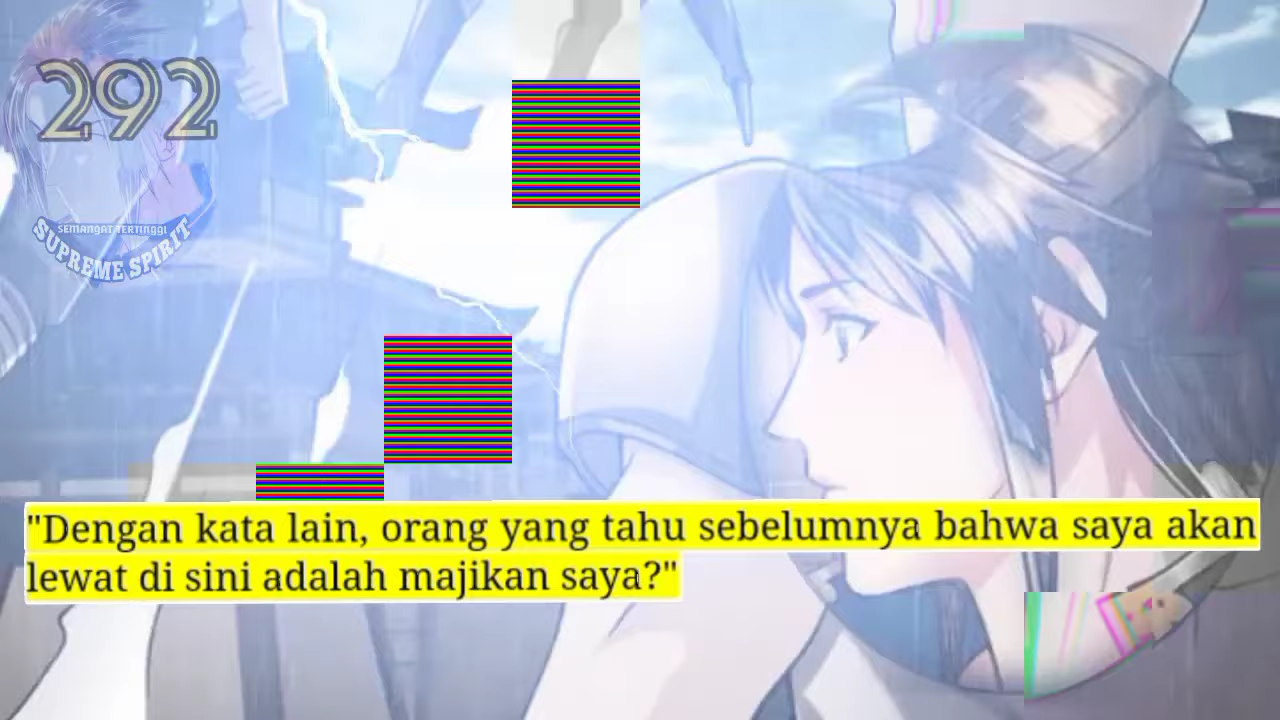 292
SEMANGAT TERTINGGI
SUPREME SPIRIT
"Dengan kata lain, orang yang tahu sebelumnya bahwa saya akan
lewat di sini adalah majikan saya?"